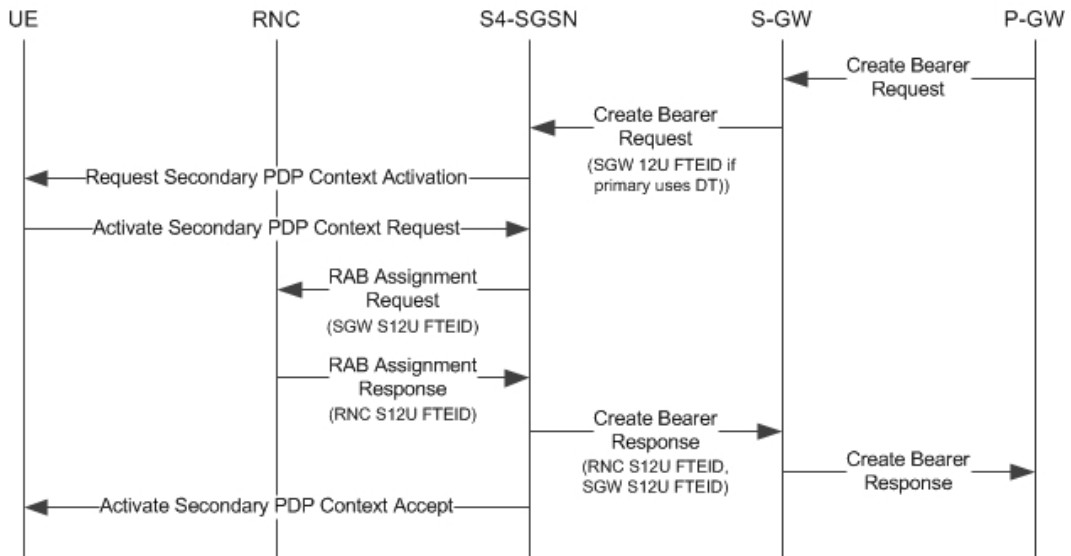 UE RNC S4-SGSN S-GW P-GW
Create Bearer
Request
Create Bearer
Request
(SGW 12U FTEID if
primary uses DT))
Request Secondary PDP Context Activation
Activate Secondary PDP Context Request
RAB Assignment
Request
(SGW S12U FTEID)
RAB Assignment
Response
(RNC S12U FTEID)
Create Bearer
Response
(RNC S12U FTEID,
SGW S12U FTEID)
Create Bearer
Response
Activate Secondary PDP Context Accept